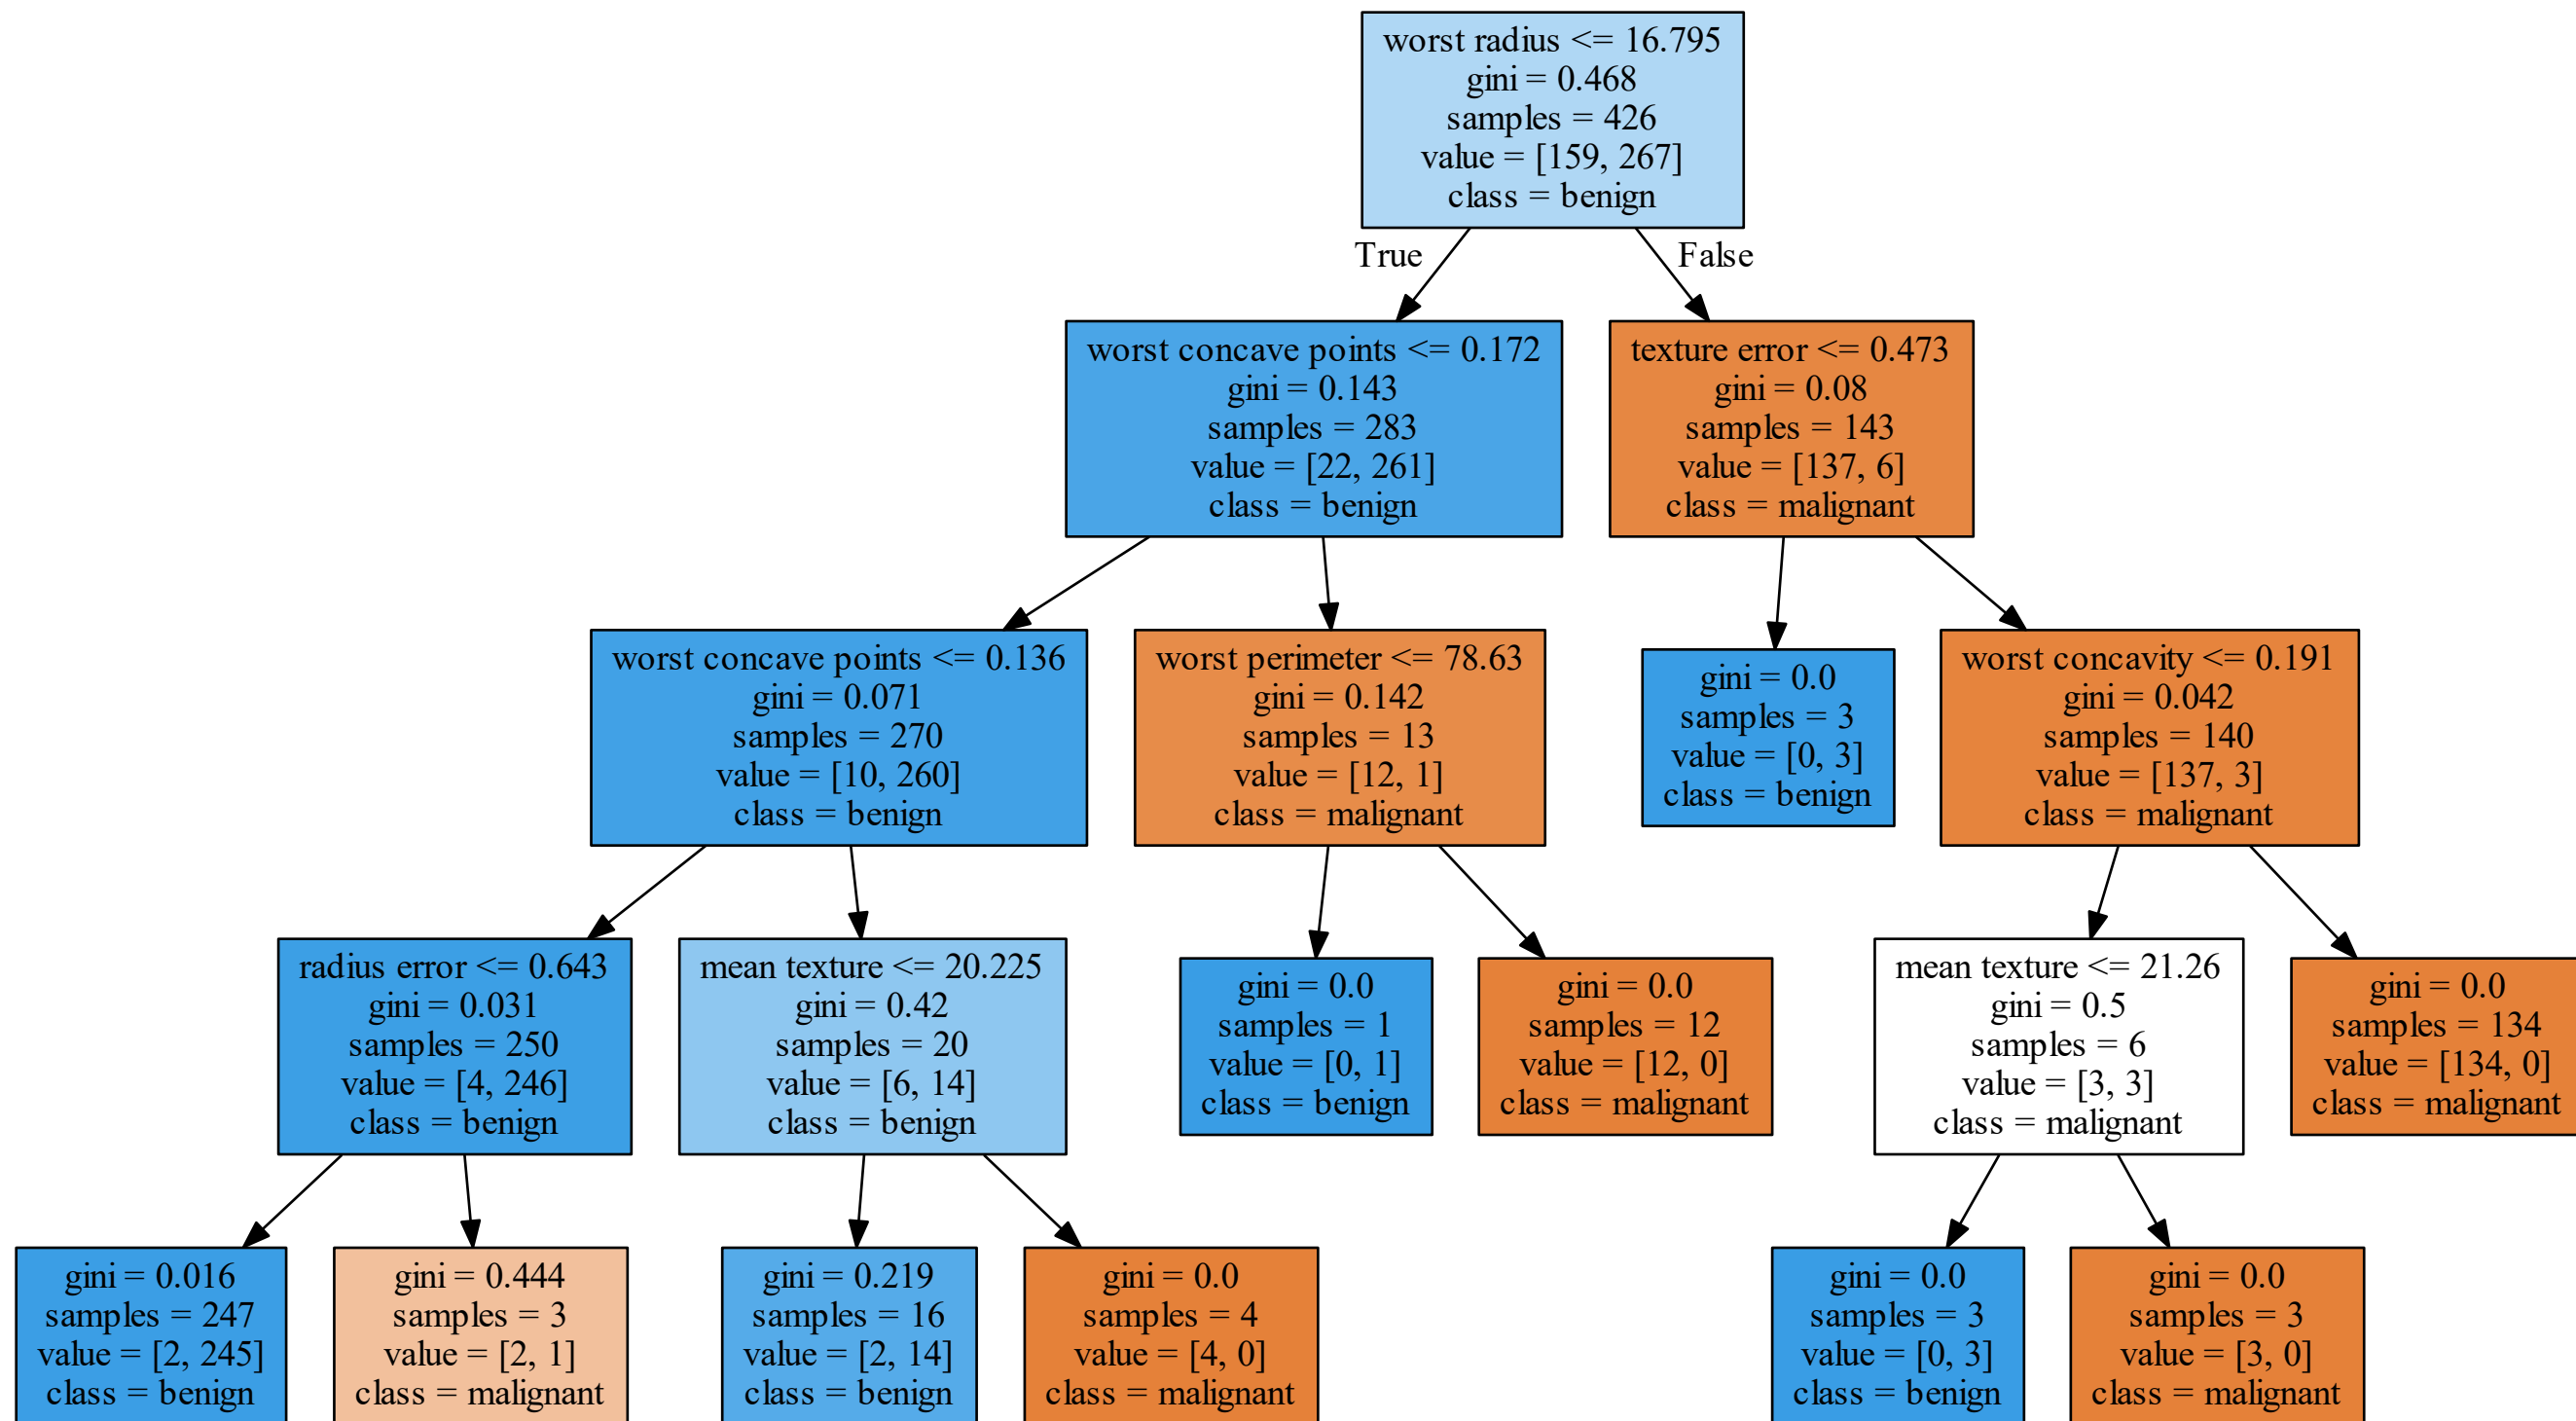 worst radius <= 16.795
gini = 0.468
samples = 426
value = [159, 267]
class = benign
True
False
worst concave points <= 0.172
gini = 0.143
samples = 283
value = [22, 261]
class = benign
texture error <= 0.473
gini = 0.08
samples = 143
value = [137, 6]
class = malignant
worst concave points <= 0.136
gini = 0.071
samples = 270
value = [10, 260]
class = benign
worst perimeter <= 78.63
gini = 0.142
samples = 13
value = [12, 1]
class = malignant
gini = 0.0
samples = 3
value = [0, 3]
class = benign
worst concavity <= 0.191
gini = 0.042
samples = 140
value = [137, 3]
class = malignant
radius error <= 0.643
gini = 0.031
samples = 250
value = [4, 246]
class = benign
mean texture <= 20.225
gini = 0.42
samples = 20
value = [6, 14]
class = benign
gini = 0.0
samples = 1
value = [0, 1]
class = benign
gini = 0.0
samples = 12
value = [12, 0]
class = malignant
mean texture <= 21.26
gini = 0.5
samples = 6
value = [3, 3]
class = malignant
gini = 0.0
samples = 134
value = [134, 0]
class = malignant
gini = 0.016
samples = 247
value = [2, 245]
class = benign
gini = 0.444
samples = 3
value = [2, 1]
class = malignant
gini = 0.219
samples = 16
value = [2, 14]
class = benign
gini = 0.0
samples = 4
value = [4, 0]
class = malignant
gini = 0.0
samples = 3
value = [0, 3]
class = benign
gini = 0.0
samples = 3
value = [3, 0]
class = malignant